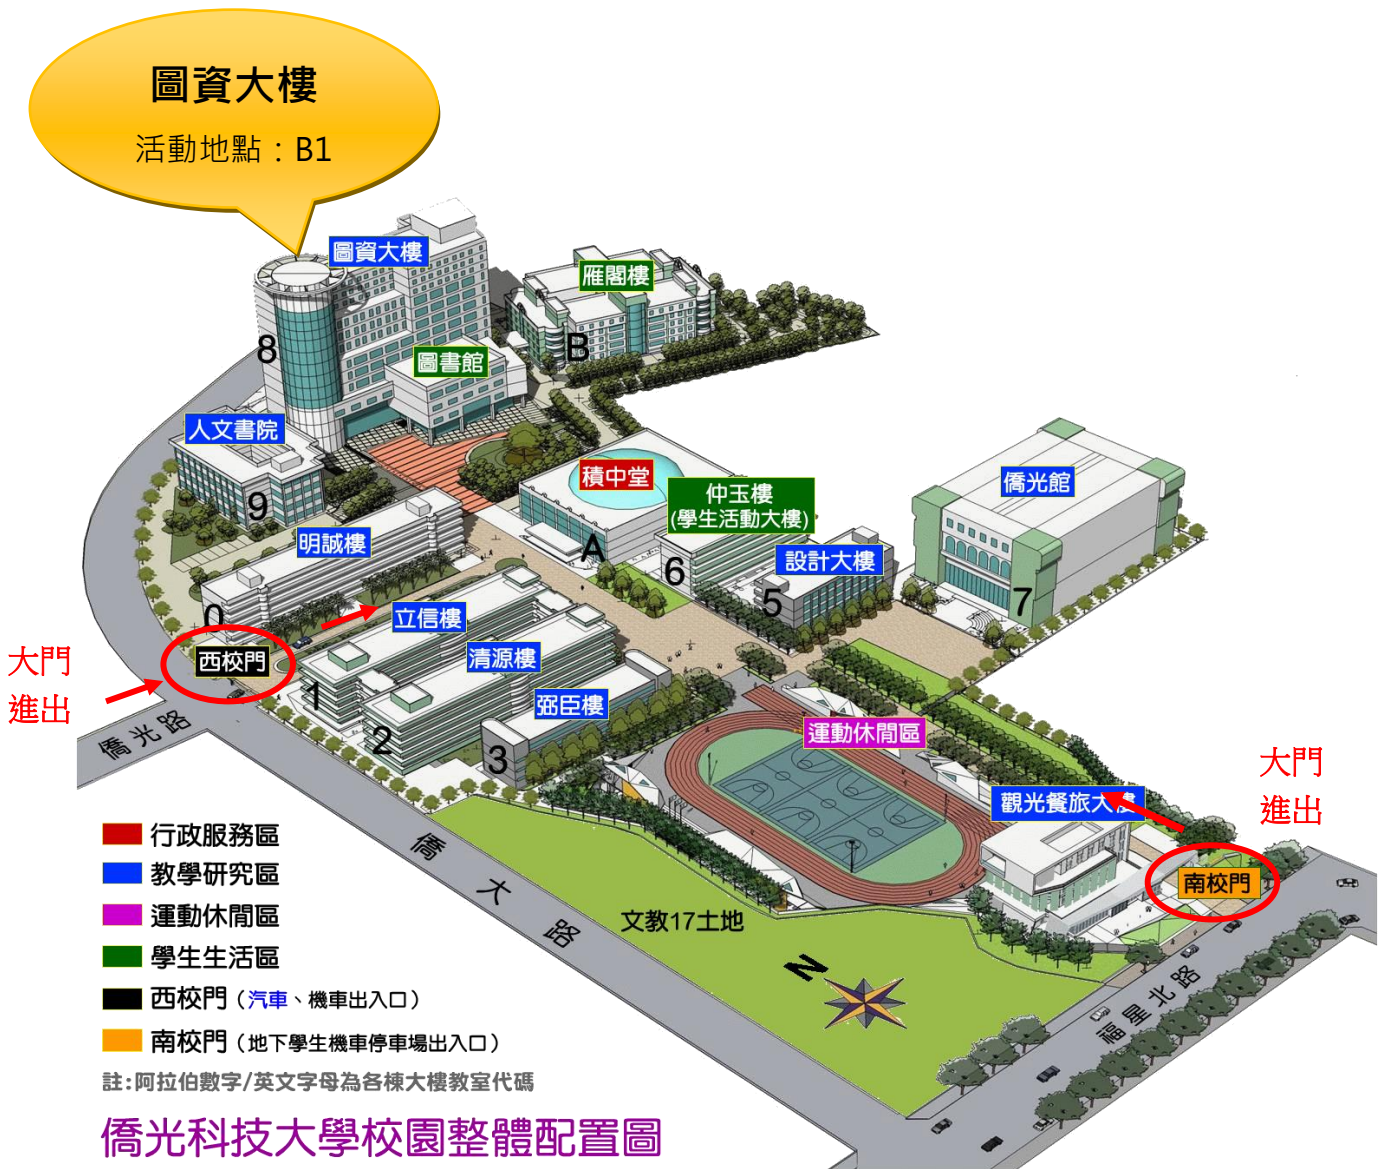 圖資大樓
活動地點：B1
圖資大樓
雁閣樓
8
B
圖書館
人文書院
9
積中堂
A
仲玉樓
(學生活動大樓)
僑光館
7
明誠樓
0
6
設計大樓
5
立信樓
1
清源樓
2
弼臣樓
3
西校門
大門
進出
僑光路
運動休閒區
觀光餐旅大樓
大門
進出
南校門
僑大路
文教17土地
N
福星北路
行政服務區
教學研究區
運動休閒區
學生生活區
西校門（汽車、機車出入口）
南校門（地下學生機車停車場出入口）
註:阿拉伯數字/英文字母為各棟大樓教室代碼
僑光科技大學校園整體配置圖